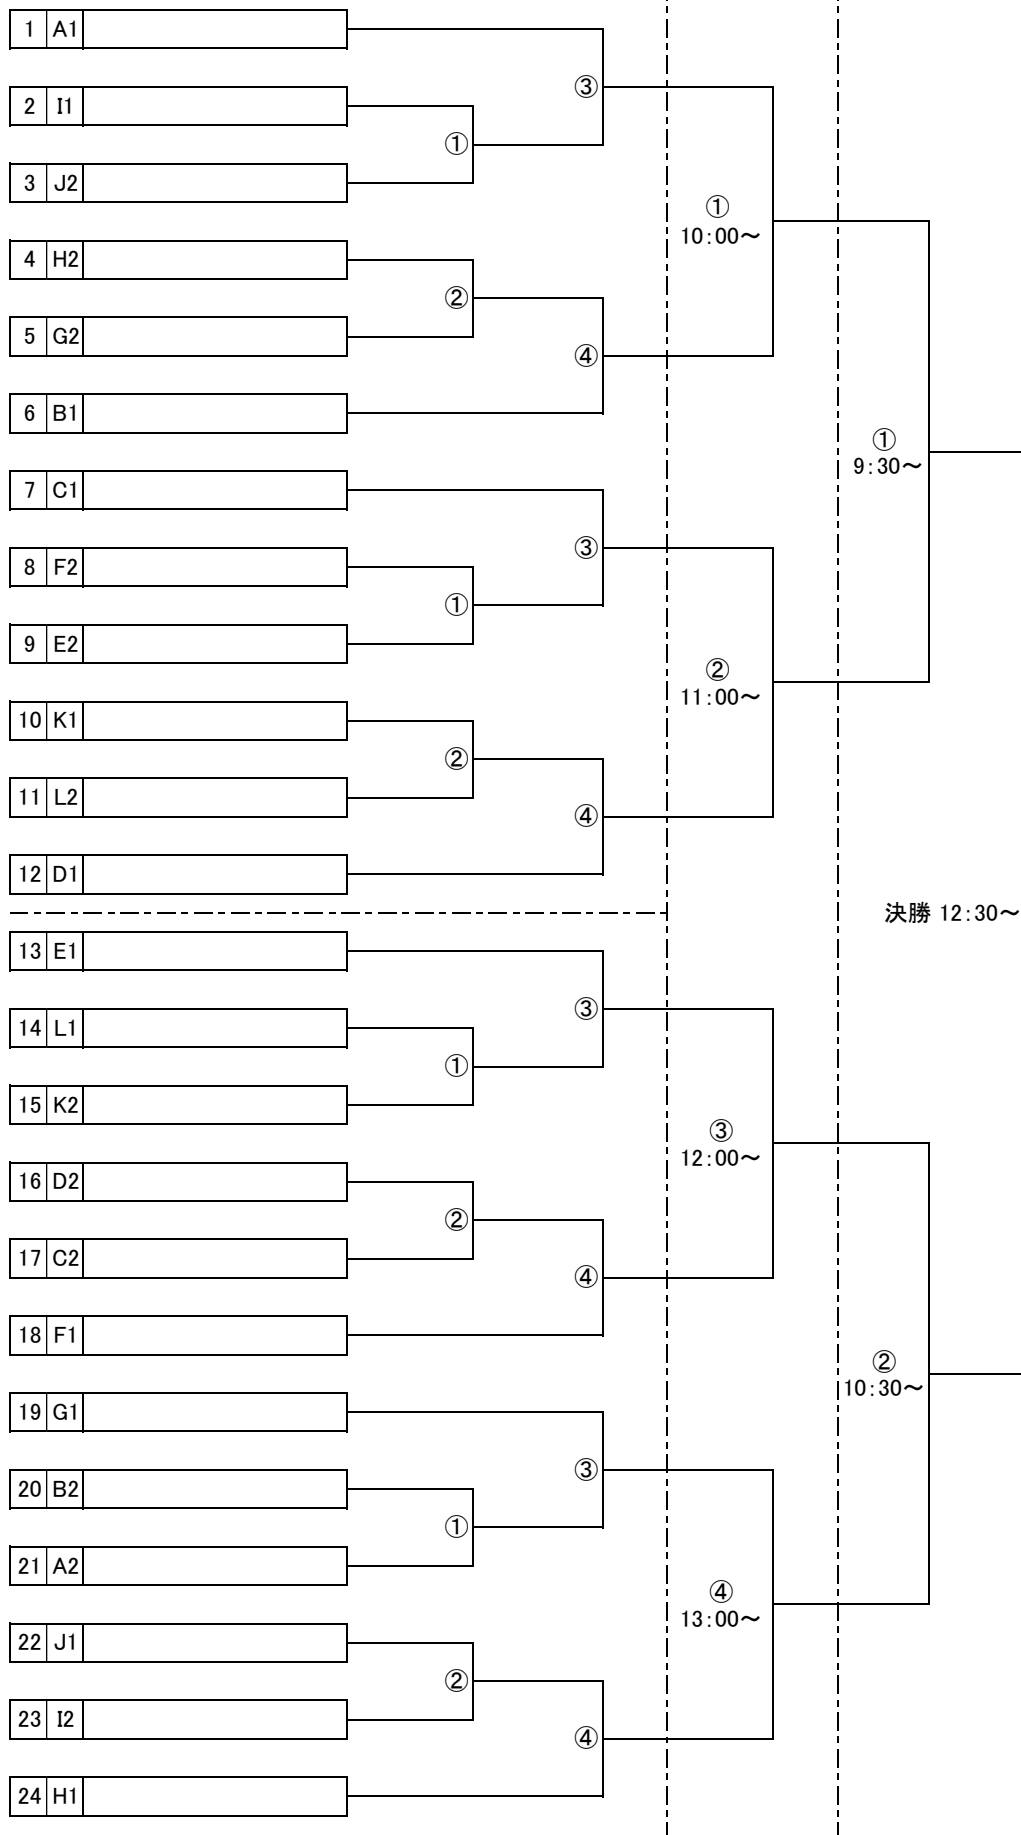 1 A1
③
2 I1
①
3 J2
①
10:00～
4 H2
②
5 G2
④
6 B1
①
9:30～
7 C1
③
8 F2
①
9 E2
②
11:00～
10 K1
②
11 L2
④
12 D1
決勝 12:30～
13 E1
③
14 L1
①
15 K2
③
12:00～
16 D2
②
17 C2
④
18 F1
②
10:30～
19 G1
③
20 B2
①
21 A2
④
13:00～
22 J1
②
23 I2
④
24 H1